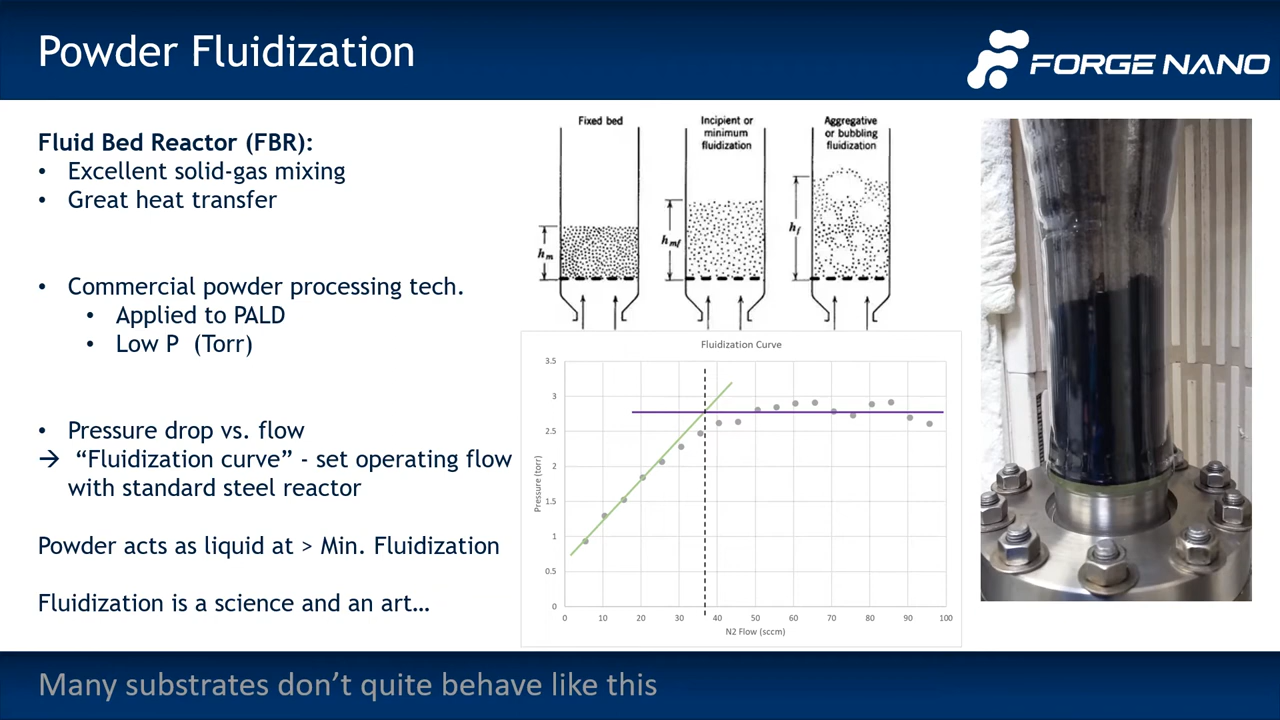 Powder Fluidization
FORGE NANO
Fluid Bed Reactor (FBR):
• Excellent solid-gas mixing
• Great heat transfer
• Commercial powder processing tech.
• Applied to PALD
• Low P (Torr)
• Pressure drop vs. flow
→ “Fluidization curve” - set operating flow
with standard steel reactor
Powder acts as liquid at > Min. Fluidization
Fluidization is a science and an art…
Fixed bed
Incipient or
minimum
fluidization
Aggregative
or bubbling
fluidization
hm
hmf
hf
Fluidization Curve
Pressure (torr)
3.5
3
2.5
2
1.5
1
0.5
0
0 10 20 30 40 50 60 70 80 90 100
N2 Flow (sccm)
Many substrates don’t quite behave like this